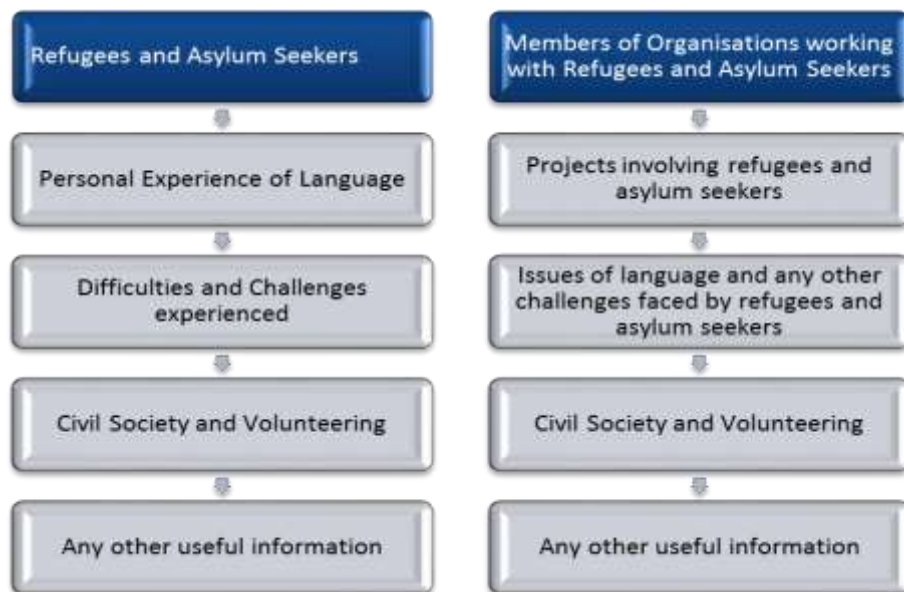 Refugees and Asylum Seekers
Personal Experience of Language
Difficulties and Challenges
experienced
Civil Society and Volunteering
Any other useful information
Members of Organisations working
with Refugees and Asylum Seekers
Projects involving refugees and
asylum seekers
Issues of language and any other
challenges faced by refugees and
asylum seekers
Civil Society and Volunteering
Any other useful information